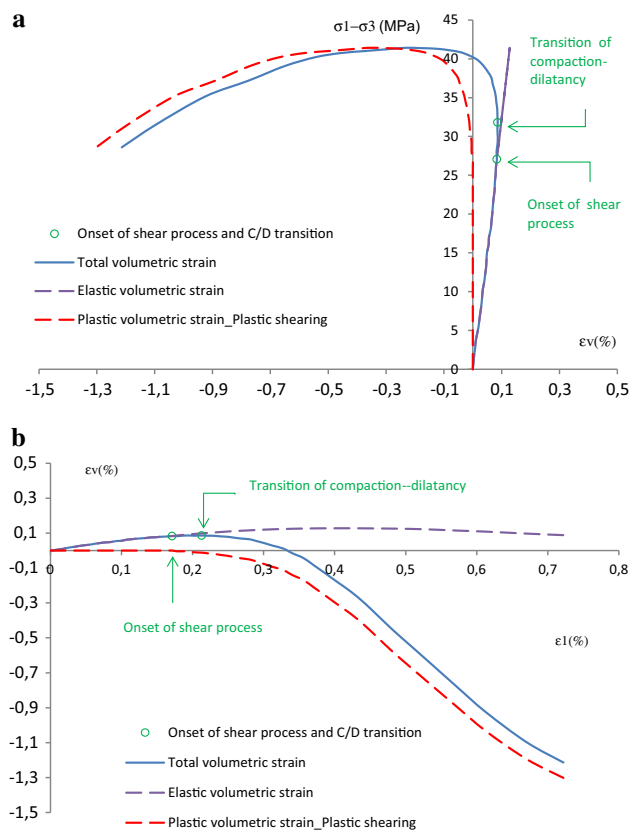 a
σ1–σ3 (MPa)
45
40
35
30
25
20
15
10
5
0
Transition of
compaction-
dilatancy
Onset of shear
process
Onset of shear process and C/D transition
Total volumetric strain
Elastic volumetric strain
Plastic volumetric strain_Plastic shearing
εv(%)
-1,5 -1,3 -1,1 -0,9 -0,7 -0,5 -0,3 -0,1 0,1 0,3 0,5
b
εv(%)
0,5
0,3
0,1
-0,1
-0,3
-0,5
-0,7
-0,9
-1,1
-1,3
-1,5
Transition of compaction--dilatancy
0 0,1 0,2 0,3 0,4 0,5 0,6 0,7 0,8
Onset of shear process
ε1(%)
Onset of shear process and C/D transition
Total volumetric strain
Elastic volumetric strain
Plastic volumetric strain_Plastic shearing